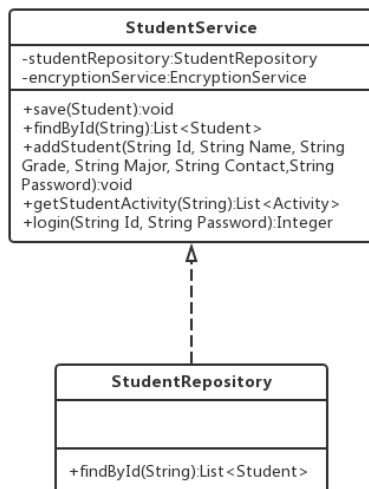 StudentService
-studentRepository:StudentRepository
-encryptionService:EncryptionService
+save(Student):void
+findById(String):List<Student>
+addStudent(String Id, String Name, String
Grade, String Major, String Contact,String
Password):void
+getStudentActivity(String):List<Activity>
+login(String Id, String Password):Integer
StudentRepository
+findById(String):List<Student>